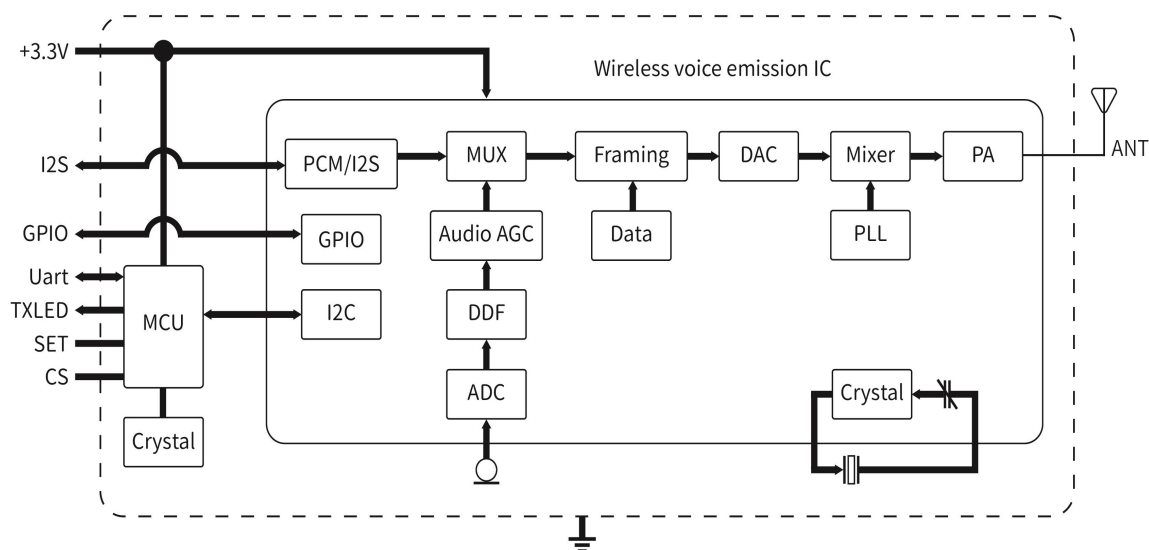 +3.3V
Wireless voice emission IC
I2S
PCM/I2S
MUX
Framing
DAC
Mixer
PA
ANT
GPIO
GPIO
Audio AGC
Data
PLL
Uart
TXLED
MCU
I2C
DDF
SET
CS
ADC
Crystal
Crystal